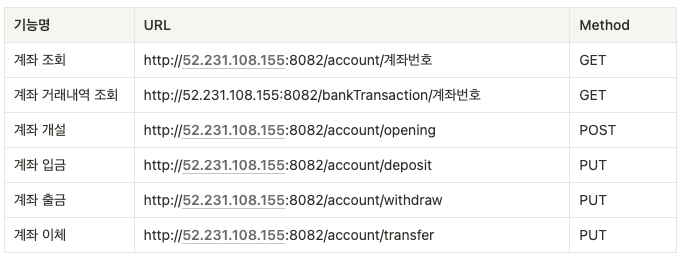 기능명 URL Method
계좌 조회 http://52.231.108.155:8082/account/계좌번호 GET
계좌 거래내역 조회 http://52.231.108.155:8082/bankTransaction/계좌번호 GET
계좌 개설 http://52.231.108.155:8082/account/opening POST
계좌 입금 http://52.231.108.155:8082/account/deposit PUT
계좌 출금 http://52.231.108.155:8082/account/withdraw PUT
계좌 이체 http://52.231.108.155:8082/account/transfer PUT